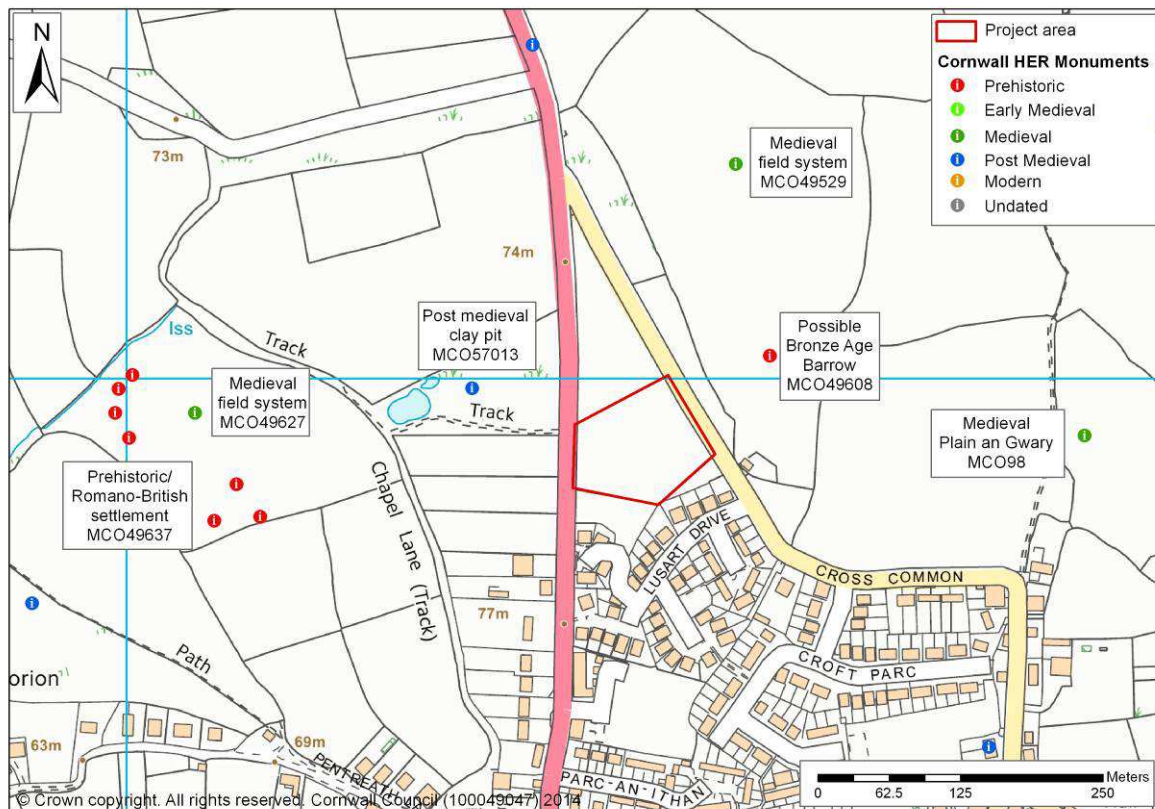 N
Project area
Cornwall HER Monuments
Prehistoric
Early Medieval
Medieval
Post Medieval
Modern
Undated
73m
Medieval
field system
MCO49529
74m
Iss
Track
Post medieval
clay pit
MCO57013
Possible
Bronze Age
Barrow
MCO49608
Medieval
field system
MCO49627
Track
Medieval
Plain an Gwary
MCO98
Prehistoric/
Romano-British
settlement
MCO49637
Chapel Lane (Track)
LUSART DRIVE
CROSS COMMON
77m
Path
CROFT PARC
orion
63m
69m
PENTREATH
PARC-AN-ITHAN
Meters
0 62.5 125 250
© Crown copyright. All rights reserved. Cornwall Council (100049047) 2014